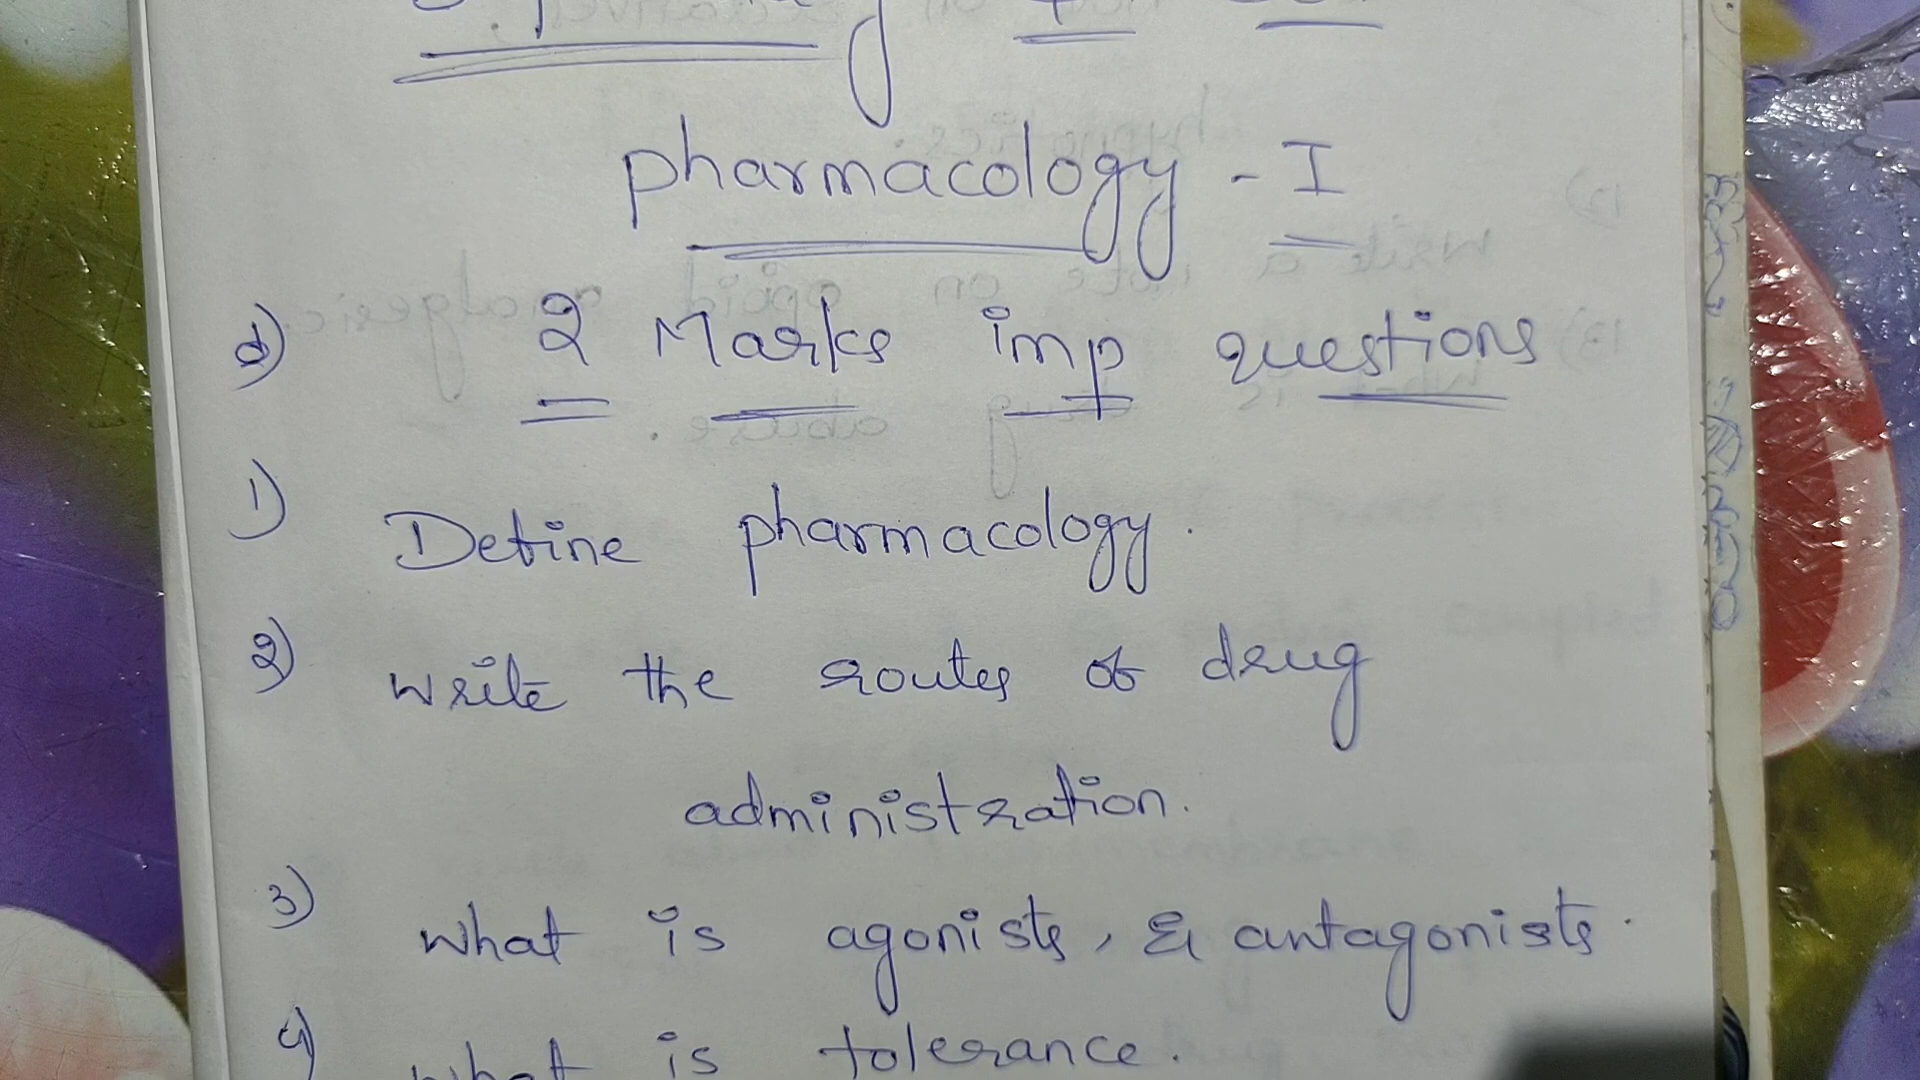 pharmacology - I
d) 2 Marks imp questions
1) Define pharmacology.
2) write the routes of drug
administration.
3) what is agonists, & antagonists.
4) what is tolerance.